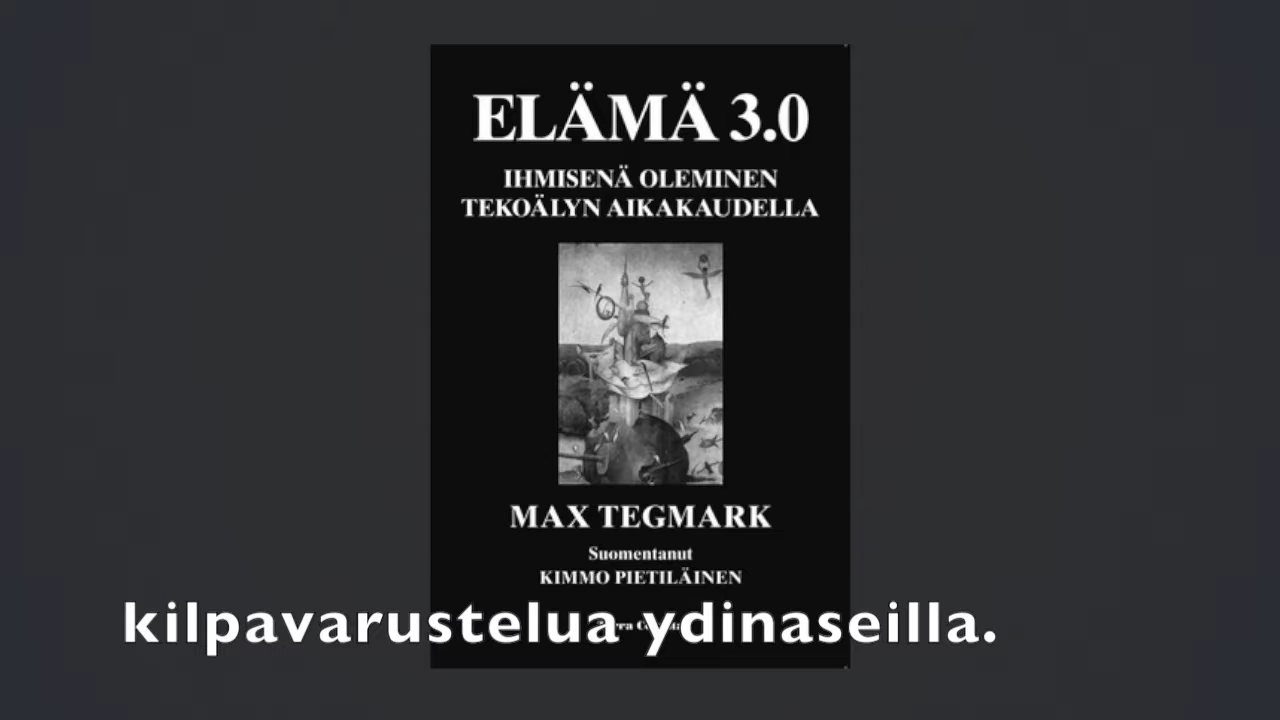 ELÄMÄ 3.0
IHMISENÄ OLEMINEN
TEKOÄLYN AIKAKAUDELLA
MAX TEGMARK
Suomentanut
KIMMO PIETILÄINEN
kilpavarustelua ydinaseilla.